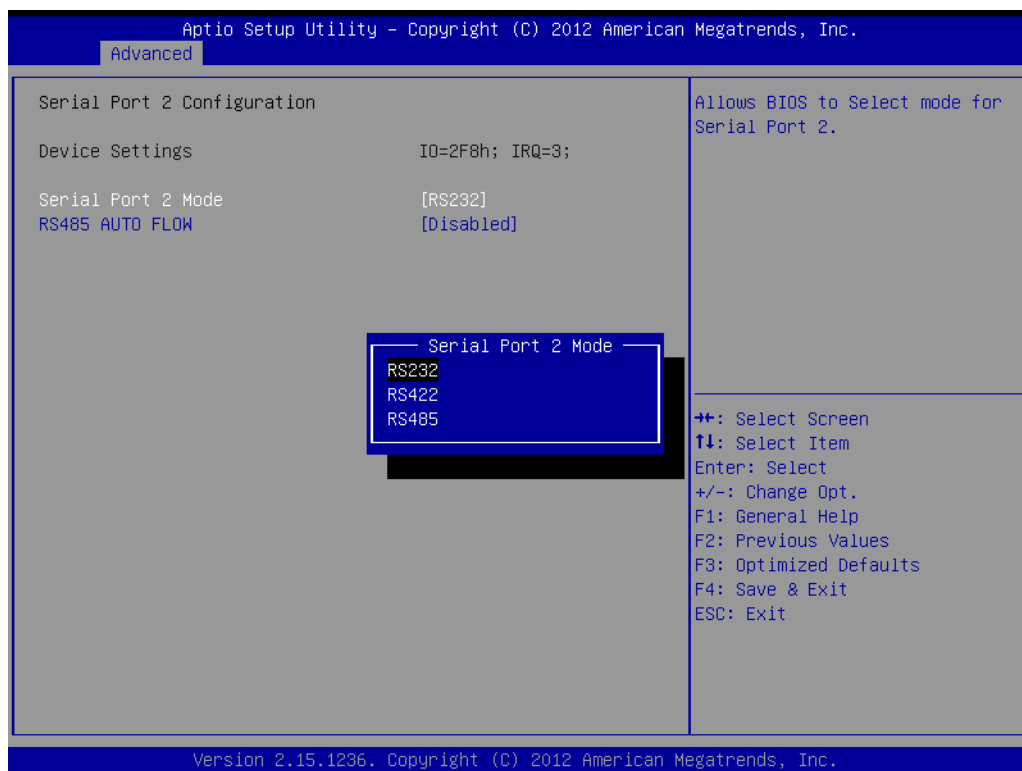 Aptio Setup Utility – Copyright (C) 2012 American Megatrends, Inc.
Advanced
Serial Port 2 Configuration
Device Settings IO=2F8h; IRQ=3;
Serial Port 2 Mode [RS232]
RS485 AUTO FLOW [Disabled]
Serial Port 2 Mode
RS232
RS422
RS485
Allows BIOS to Select mode for
Serial Port 2.
→←: Select Screen
↑↓: Select Item
Enter: Select
+/-: Change Opt.
F1: General Help
F2: Previous Values
F3: Optimized Defaults
F4: Save & Exit
ESC: Exit
Version 2.15.1236. Copyright (C) 2012 American Megatrends, Inc.